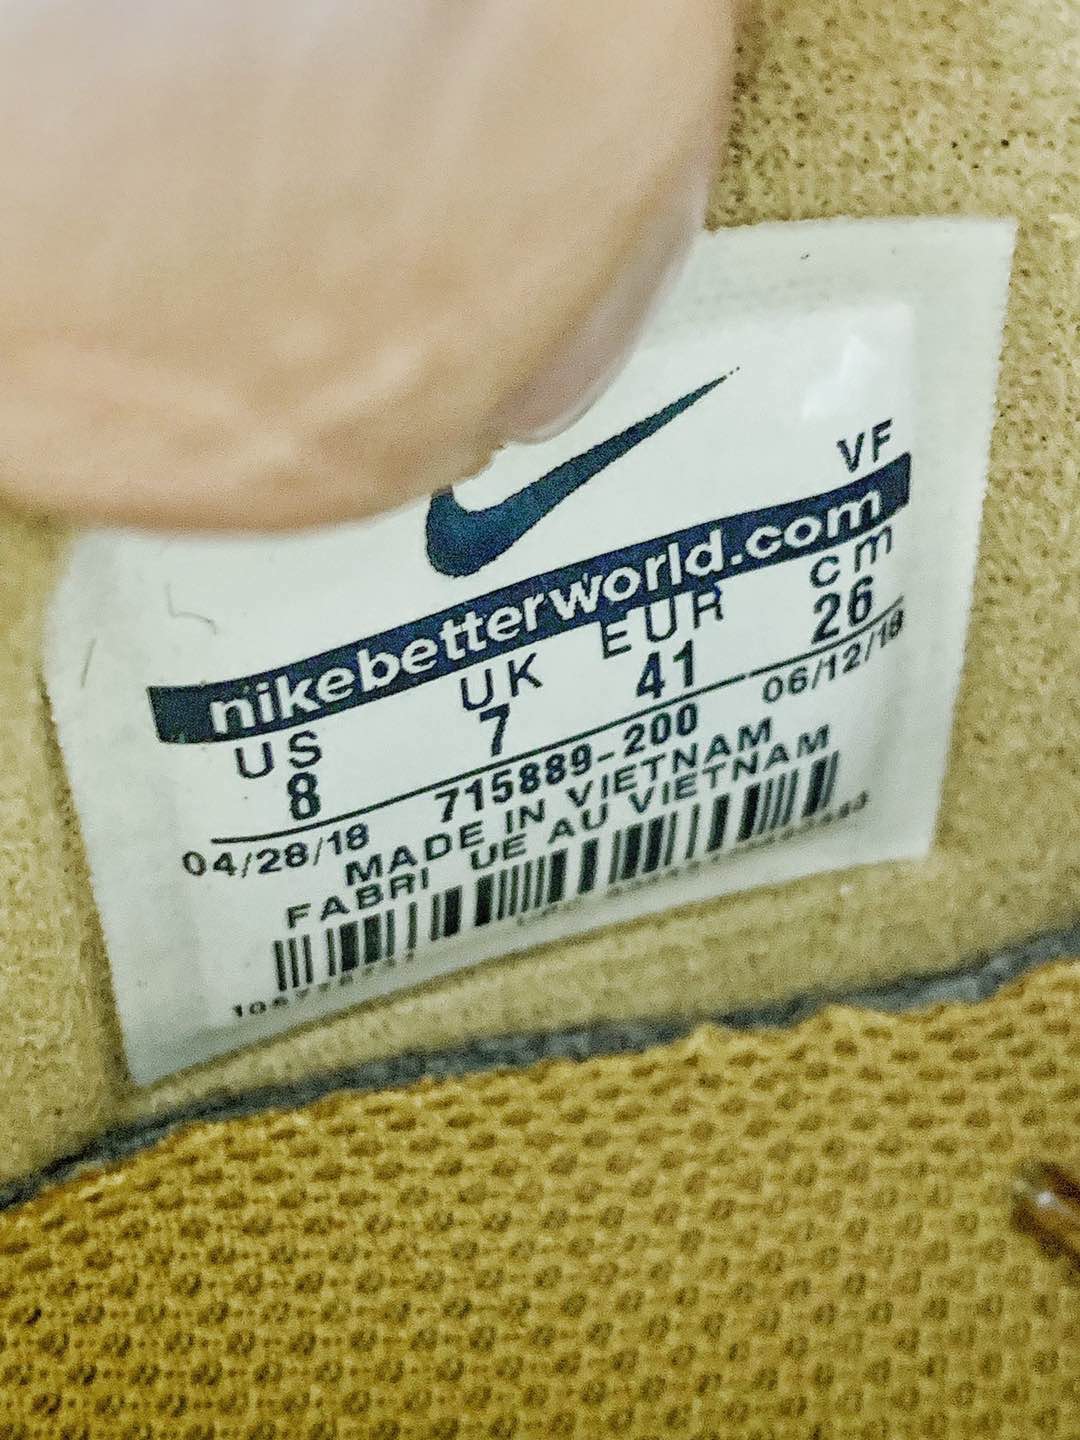 VF
nikebetterworld.com
US UK EUR cm
8 7 41 26
04/28/18 715889-200 06/12/18
MADE IN VIETNAM
FABRI UE AU VIETNAM